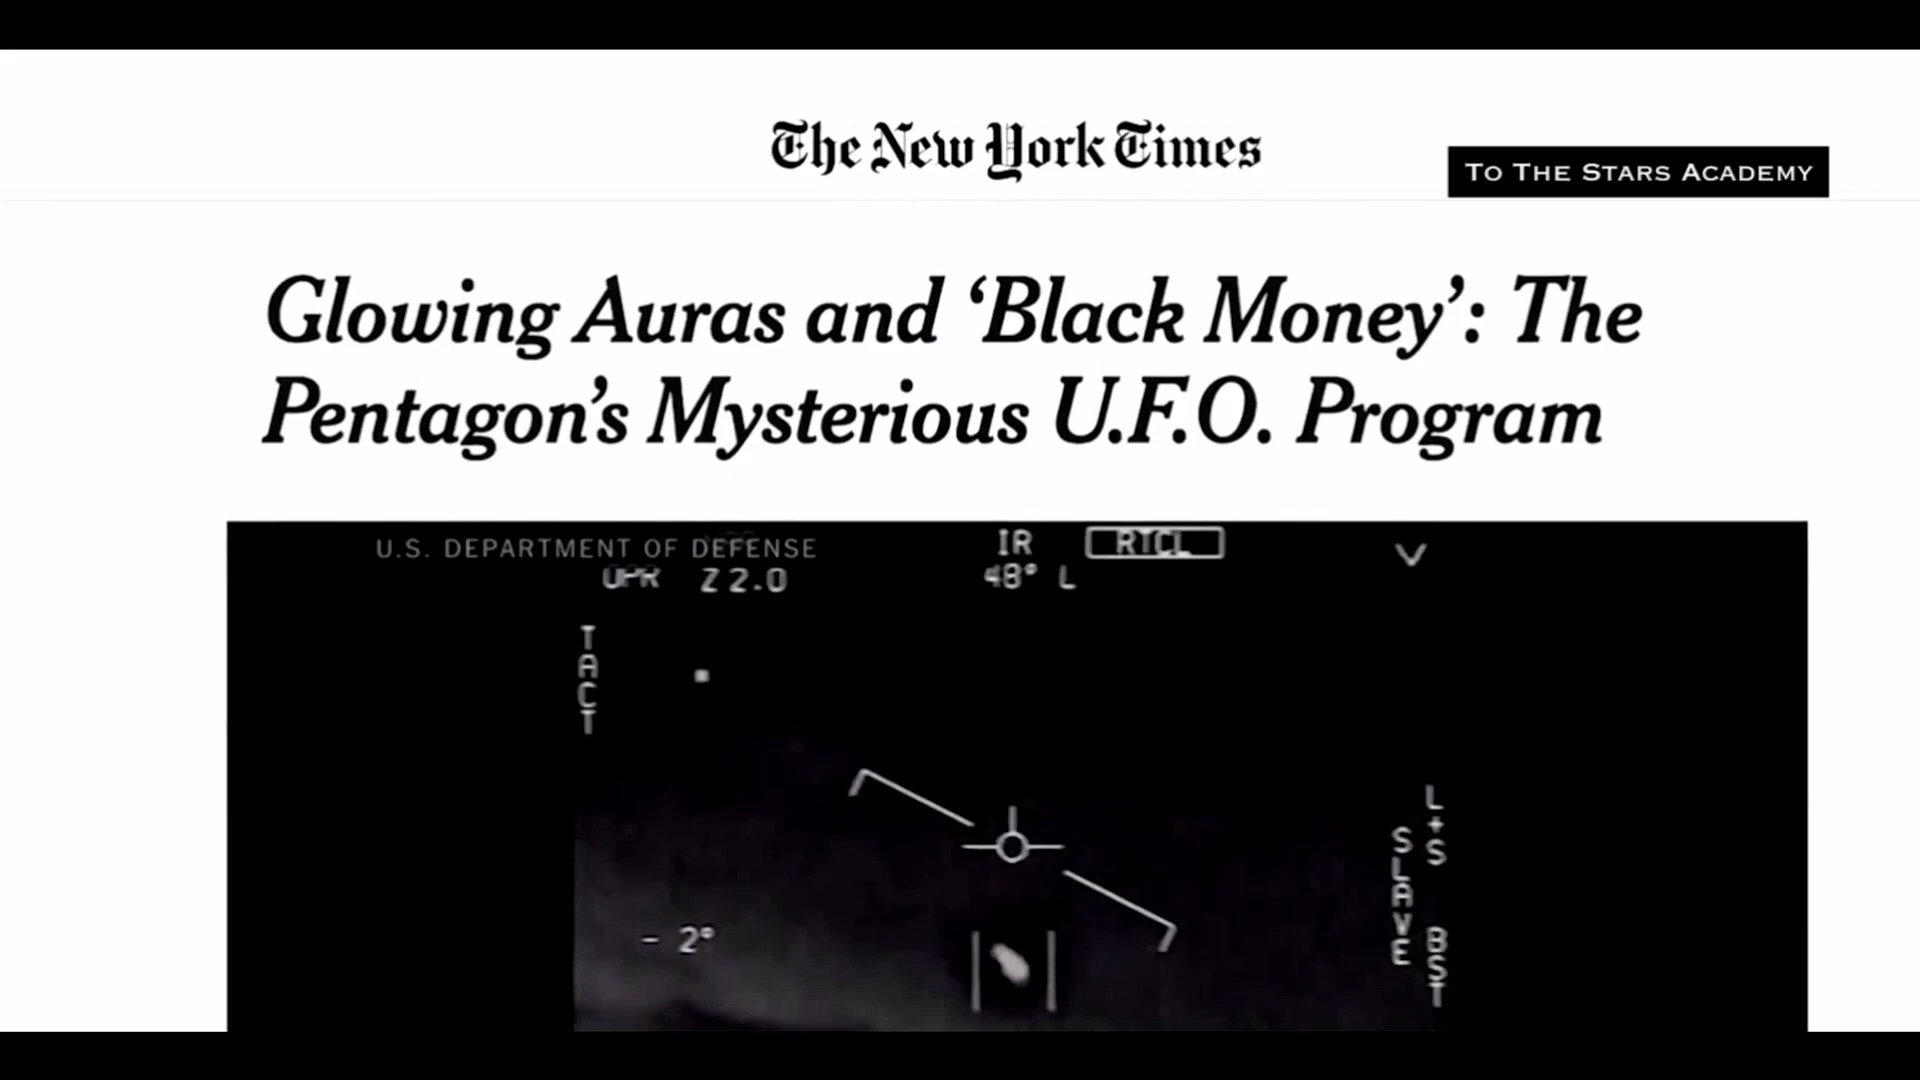 The New York Times
TO THE STARS ACADEMY
Glowing Auras and ‘Black Money’: The
Pentagon’s Mysterious U.F.O. Program
U.S. DEPARTMENT OF DEFENSE
IR
RTCL
V
OPR Z 2.0
48° L
TACT
L+S
SLAVE
BST
- 2°